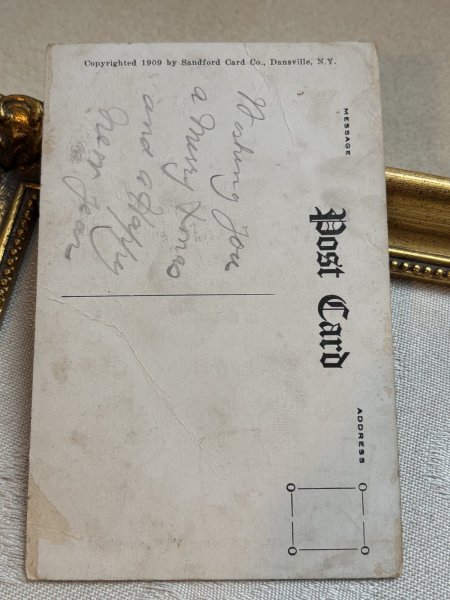 Copyrighted 1909 by Sandford Card Co., Dansville, N.Y.
MESSAGE
Post Card
ADDRESS
Wishing You
a Merry Xmas
and a Happy
New Year